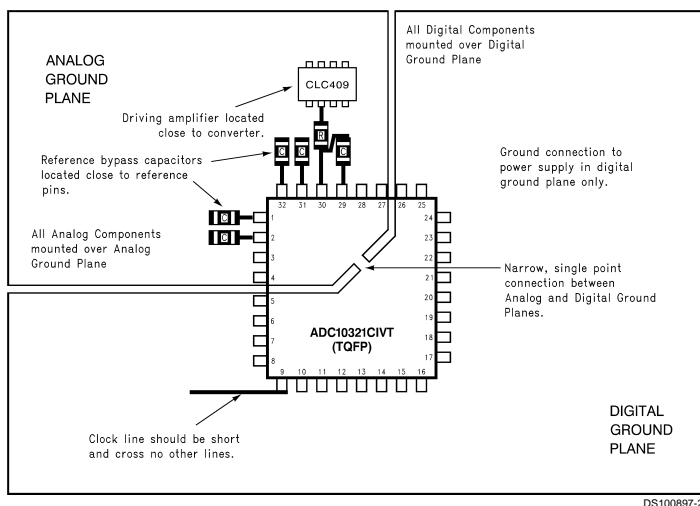 ANALOG
GROUND
PLANE
CLC409
All Digital Components
mounted over Digital
Ground Plane
Driving amplifier located
close to converter.
R
C C C
Reference bypass capacitors
located close to reference
pins.
Ground connection to
power supply in digital
ground plane only.
C
C
All Analog Components
mounted over Analog
Ground Plane
32 31 30 29 28 27 26 25
1
2
3
4
5
6
7
8
24
23
22
21
20
19
18
17
Narrow, single point
connection between
Analog and Digital Ground
Planes.
ADC10321CIVT
(TQFP)
9 10 11 12 13 14 15 16
Clock line should be short
and cross no other lines.
DIGITAL
GROUND
PLANE